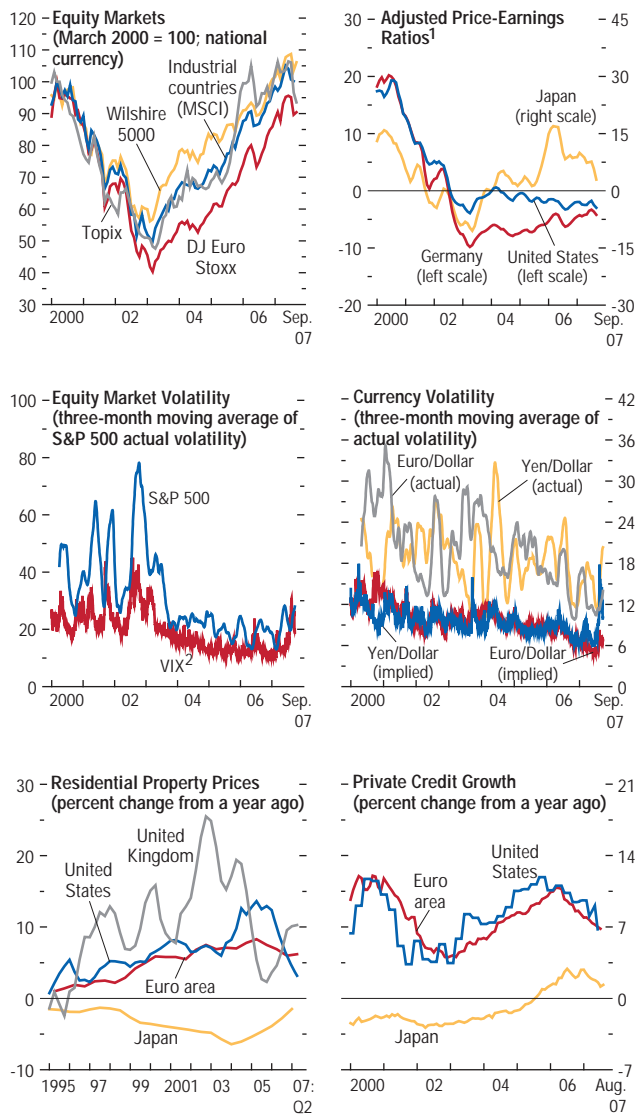 Equity Markets
(March 2000 = 100; national
currency)
120
110
100
90
80
70
60
50
40
30
Industrial
countries
(MSCI)
Wilshire
5000
Topix
DJ Euro
Stoxx
2000 02 04 06 Sep.
07
Adjusted Price-Earnings
Ratios1
30
20
10
0
-10
-20
45
30
15
0
-15
-30
Japan
(right scale)
Germany
(left scale)
United States
(left scale)
2000 02 04 06 Sep.
07
Equity Market Volatility
(three-month moving average of
S&P 500 actual volatility)
100
80
60
40
20
0
S&P 500
VIX2
2000 02 04 06 Sep.
07
Currency Volatility
(three-month moving average of
actual volatility)
42
36
30
24
18
12
6
0
Euro/Dollar
(actual)
Yen/Dollar
(actual)
Yen/Dollar
(implied)
Euro/Dollar
(implied)
2000 02 04 06 Sep.
07
Residential Property Prices
(percent change from a year ago)
30
20
10
0
-10
United
Kingdom
United
States
Euro area
Japan
1995 97 99 2001 03 05 07:
Q2
Private Credit Growth
(percent change from a year ago)
21
14
7
0
-7
United
States
Euro
area
Japan
2000 02 04 06 Aug.
07